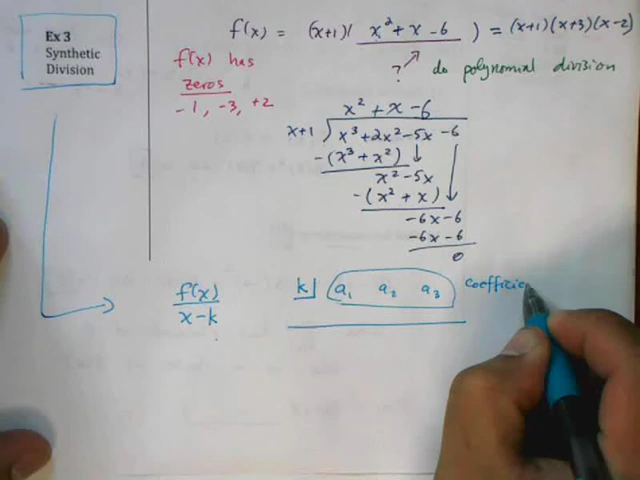 Ex 3
Synthetic
Division
f(x) = (x+1)( x² + x - 6 ) = (x+1)(x+3)(x-2)
f(x) has
zeros
-1, -3, +2
? do polynomial division
x² + x - 6
x+1 ) x³ + 2x² - 5x - 6
-(x³ + x²)
x² - 5x
-(x² + x)
-6x - 6
-6x - 6
0
f(x)
x - k
k| a₁ a₂ a₃ coefficie